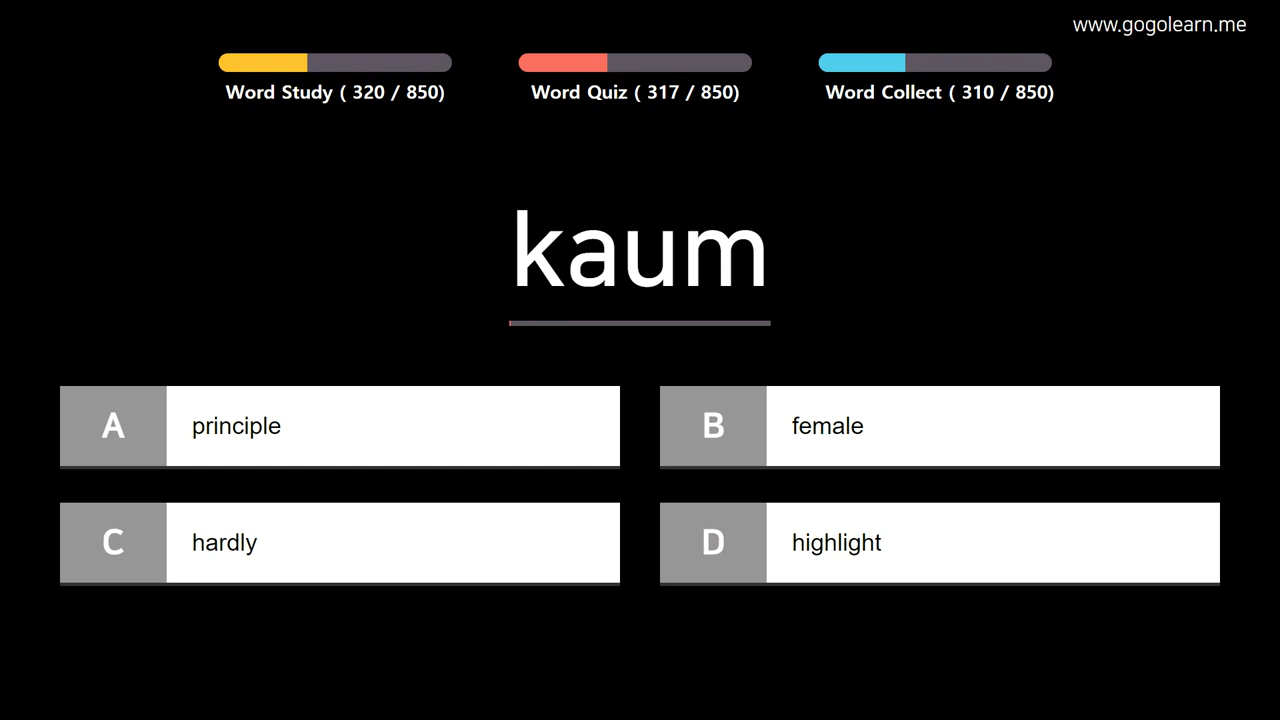 www.gogolearn.me
Word Study ( 320 / 850)
Word Quiz ( 317 / 850)
Word Collect ( 310 / 850)
kaum
A principle
B female
C hardly
D highlight